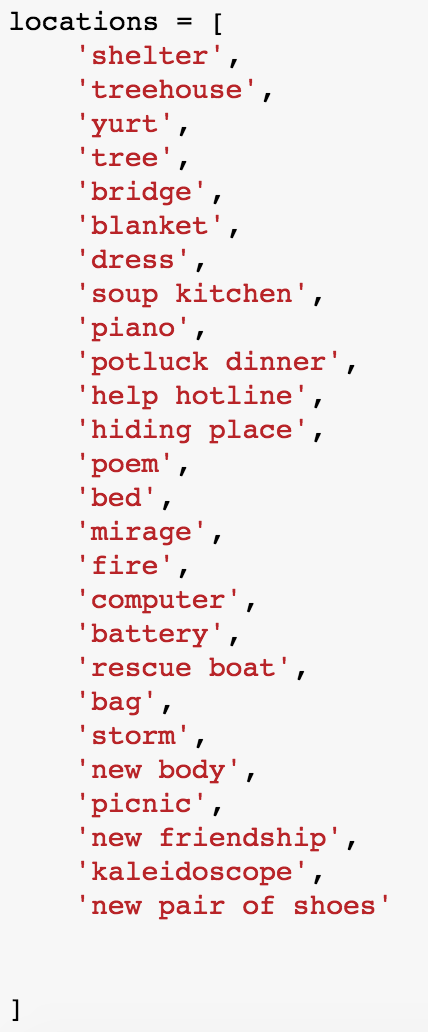 locations = [
    'shelter',
    'treehouse',
    'yurt',
    'tree',
    'bridge',
    'blanket',
    'dress',
    'soup kitchen',
    'piano',
    'potluck dinner',
    'help hotline',
    'hiding place',
    'poem',
    'bed',
    'mirage',
    'fire',
    'computer',
    'battery',
    'rescue boat',
    'bag',
    'storm',
    'new body',
    'picnic',
    'new friendship',
    'kaleidoscope',
    'new pair of shoes'
]